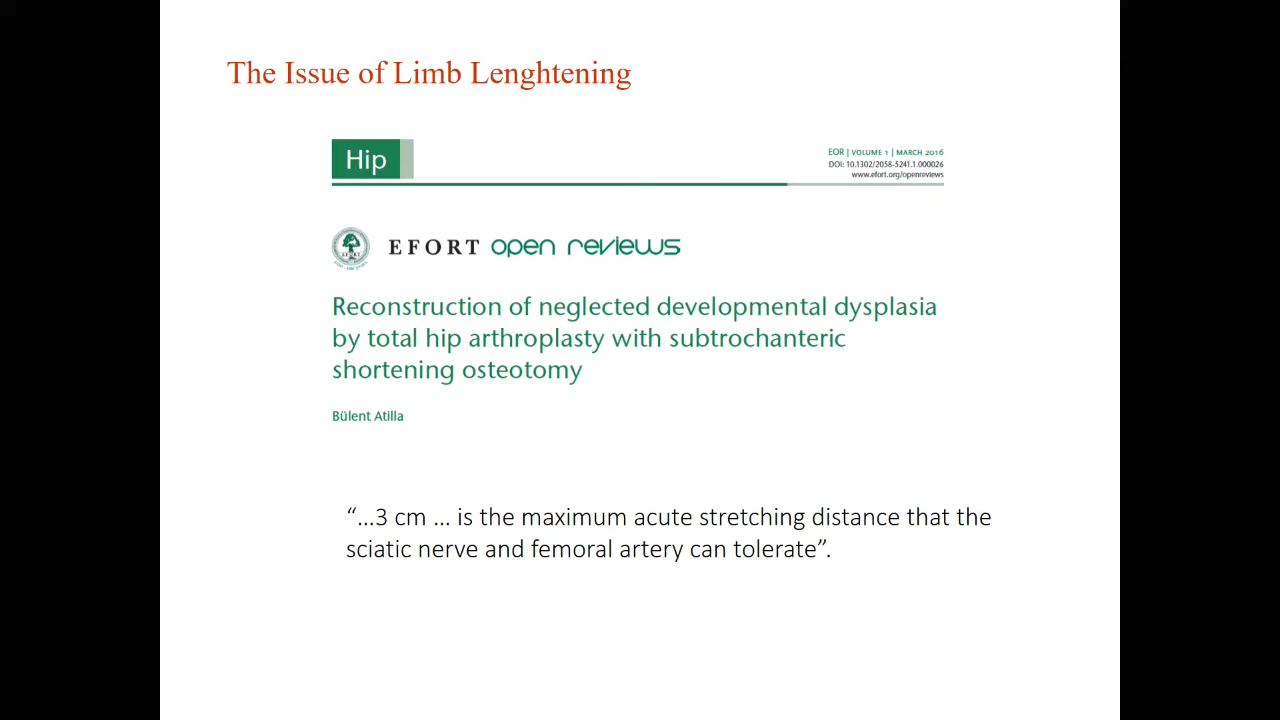 The Issue of Limb Lenghtening
Hip
EOR | VOLUME 1 | MARCH 2016
DOI: 10.1302/2058-5241.1.000026
www.efort.org/openreviews
EFORT open reviews
Reconstruction of neglected developmental dysplasia
by total hip arthroplasty with subtrochanteric
shortening osteotomy
Bülent Atilla
“…3 cm … is the maximum acute stretching distance that the
sciatic nerve and femoral artery can tolerate”.